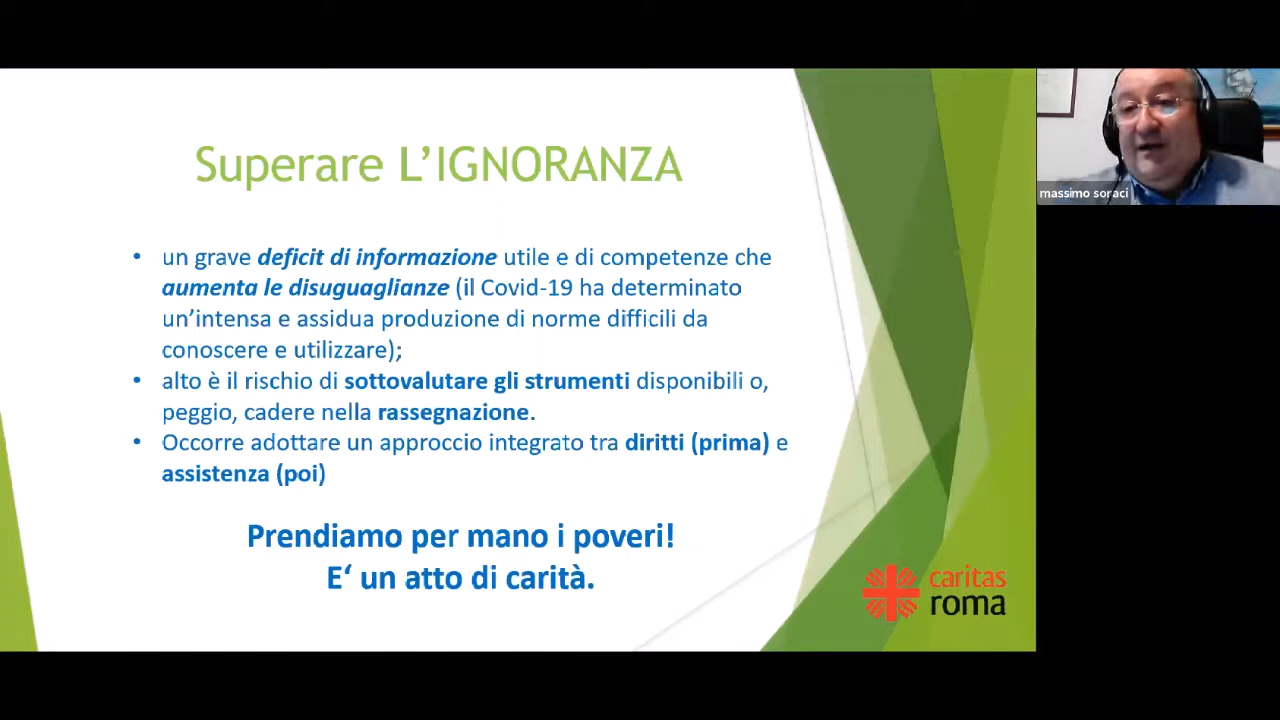 Superare L’IGNORANZA
• un grave deficit di informazione utile e di competenze che
aumenta le disuguaglianze (il Covid-19 ha determinato
un’intensa e assidua produzione di norme difficili da
conoscere e utilizzare);
• alto è il rischio di sottovalutare gli strumenti disponibili o,
peggio, cadere nella rassegnazione.
• Occorre adottare un approccio integrato tra diritti (prima) e
assistenza (poi)
Prendiamo per mano i poveri!
E‘ un atto di carità.
caritas
roma
massimo soraci